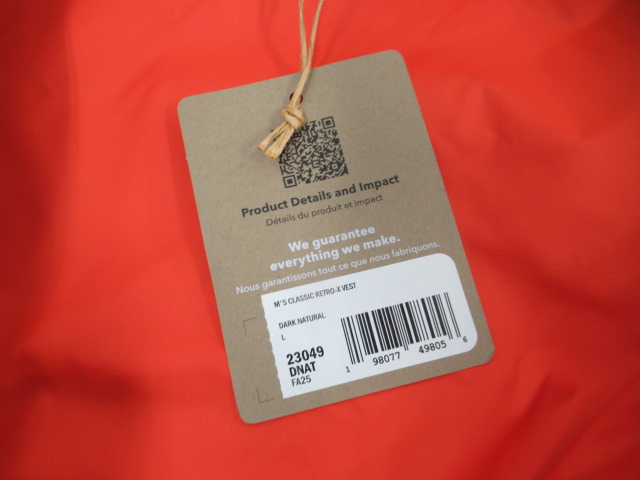 Product Details and Impact
Détails du produit et impact
We guarantee
everything we make.
Nous garantissons tout ce que nous fabriquons.
M'S CLASSIC RETRO-X VEST
DARK NATURAL
L
23049
DNAT
FA25
1 98077 49805 6